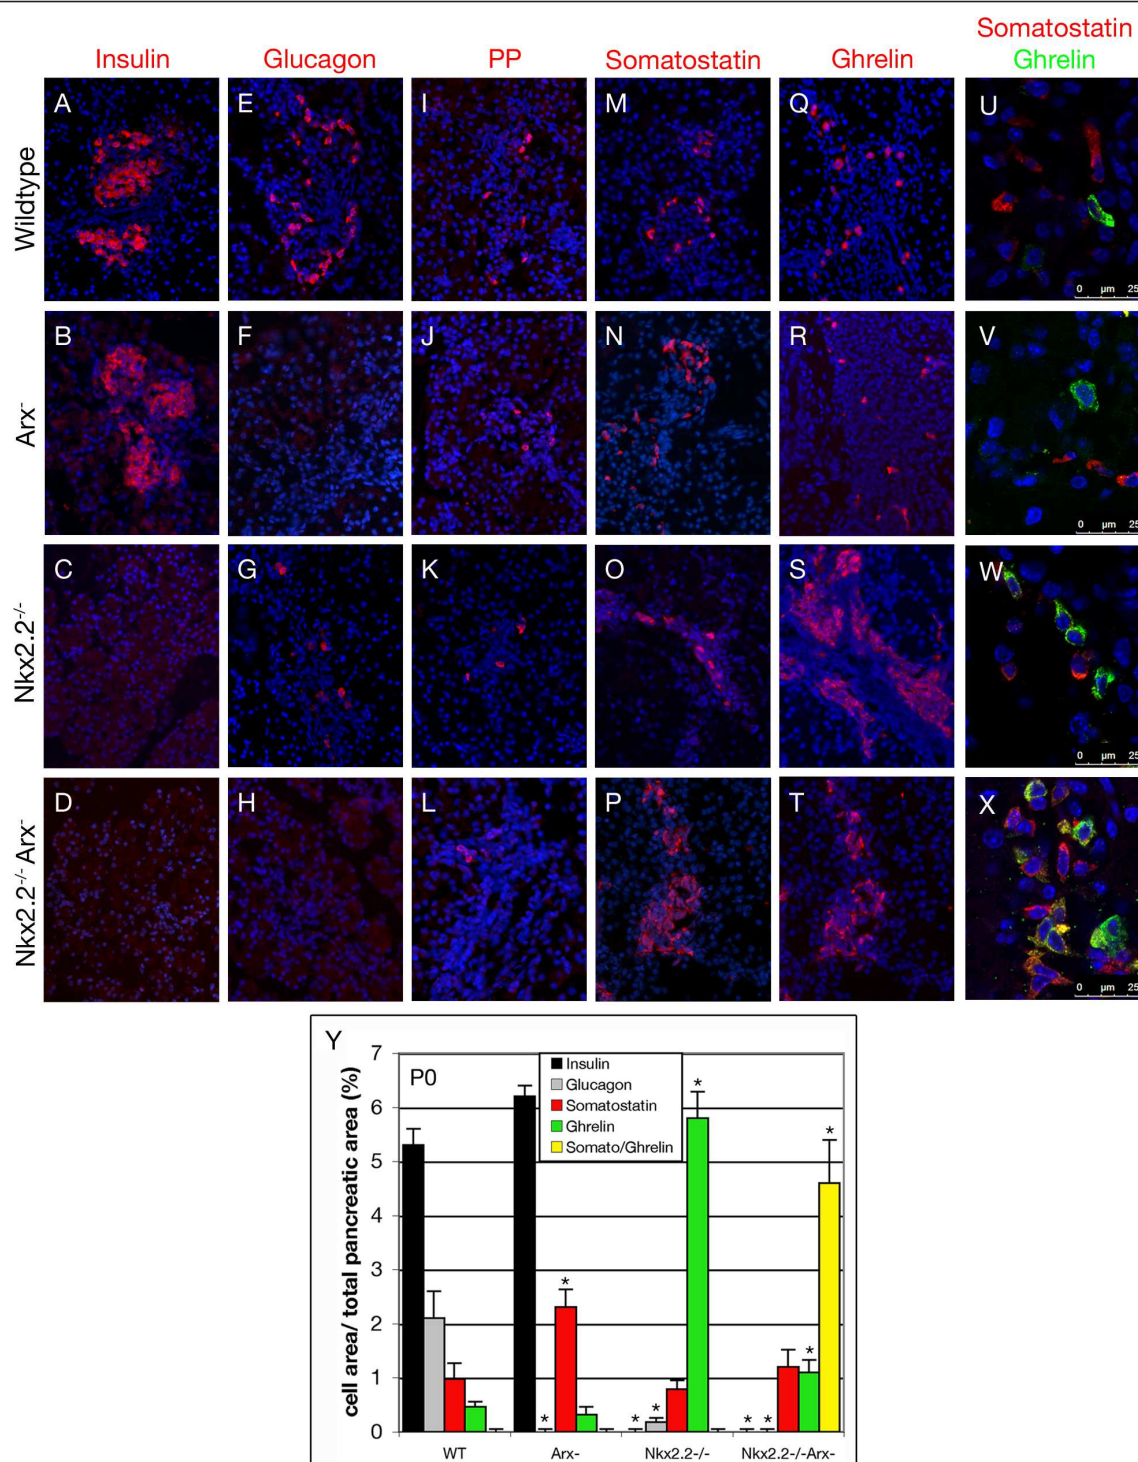 Insulin Glucagon PP Somatostatin Ghrelin Somatostatin
Ghrelin
Wildtype
A E I M Q U
0 µm 25
Arx-
B F J N R V
0 µm 25
Nkx2.2-/-
C G K O S W
0 µm 25
Nkx2.2-/- Arx-
D H L P T X
0 µm 25
Y
cell area/ total pancreatic area (%)
7
6
5
4
3
2
1
0
P0
Insulin
Glucagon
Somatostatin
Ghrelin
Somato/Ghrelin
* * * * * * * * *
WT Arx- Nkx2.2-/- Nkx2.2-/-Arx-